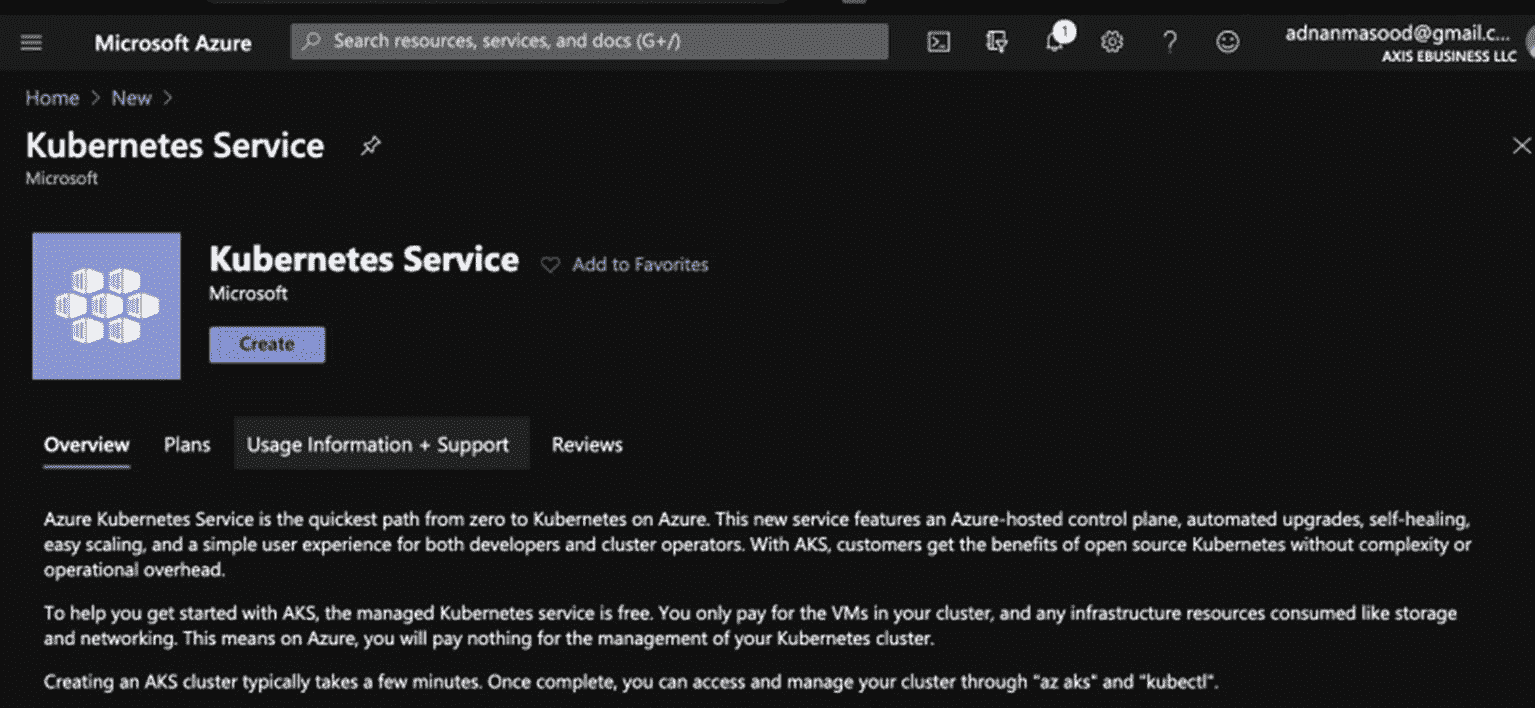 Microsoft Azure
Search resources, services, and docs (G+/)
1
adnanmasood@gmail.c...
AXIS EBUSINESS LLC
Home > New >
Kubernetes Service
Microsoft
Kubernetes Service
Add to Favorites
Microsoft
Create
Overview Plans Usage Information + Support Reviews
Azure Kubernetes Service is the quickest path from zero to Kubernetes on Azure. This new service features an Azure-hosted control plane, automated upgrades, self-healing,
easy scaling, and a simple user experience for both developers and cluster operators. With AKS, customers get the benefits of open source Kubernetes without complexity or
operational overhead.
To help you get started with AKS, the managed Kubernetes service is free. You only pay for the VMs in your cluster, and any infrastructure resources consumed like storage
and networking. This means on Azure, you will pay nothing for the management of your Kubernetes cluster.
Creating an AKS cluster typically takes a few minutes. Once complete, you can access and manage your cluster through "az aks" and "kubectl".